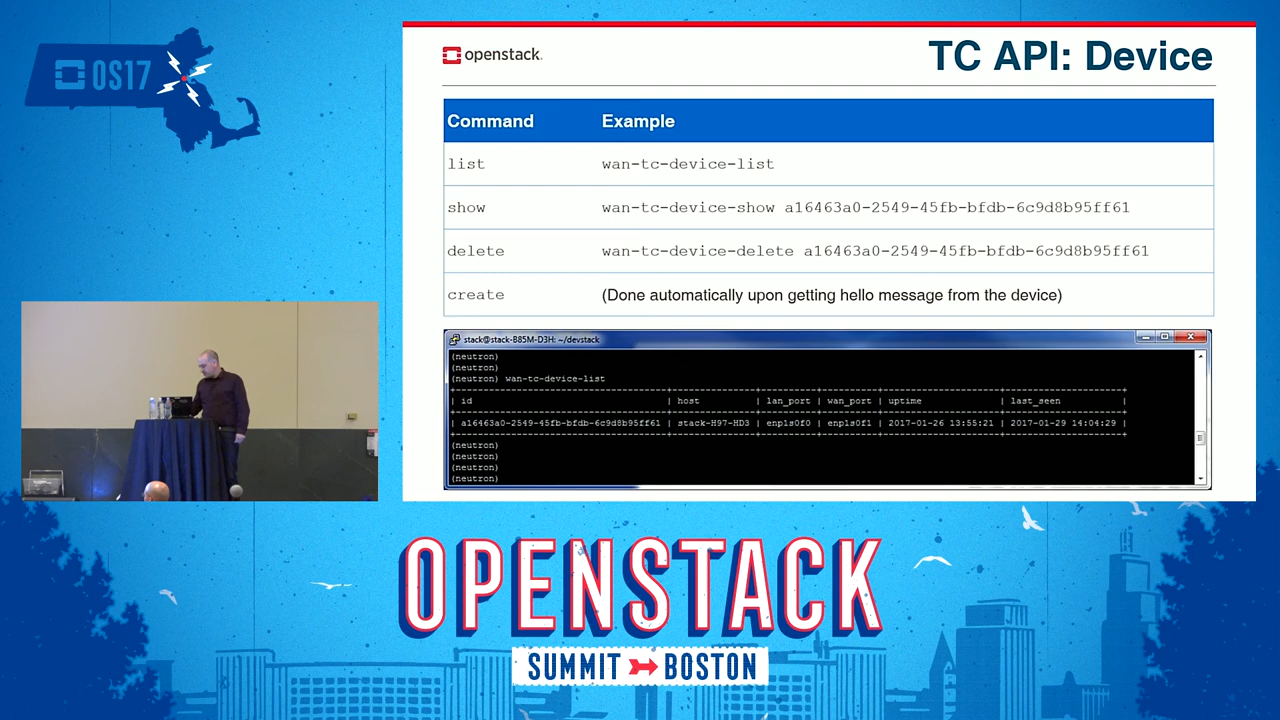 OS17
openstack.
TC API: Device
Command Example
list wan-tc-device-list
show wan-tc-device-show a16463a0-2549-45fb-bfdb-6c9d8b95ff61
delete wan-tc-device-delete a16463a0-2549-45fb-bfdb-6c9d8b95ff61
create (Done automatically upon getting hello message from the device)
stack@stack-B85M-D3H: ~/devstack
(neutron)
(neutron)
(neutron) wan-tc-device-list
| id | host | lan_port | wan_port | uptime | last_seen |
| a16463a0-2549-45fb-bfdb-6c9d8b95ff61 | stack-H97-HD3 | enp1s0f0 | enp1s0f1 | 2017-01-26 13:55:21 | 2017-01-29 14:04:29 |
(neutron)
(neutron)
(neutron)
(neutron)
OPENSTACK
SUMMIT BOSTON